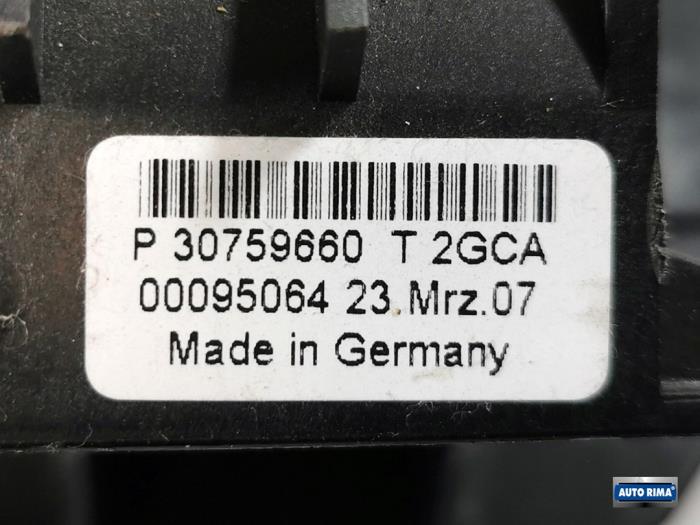 P 30759660 T 2GCA
00095064 23.Mrz.07
Made in Germany
AUTO RIMA